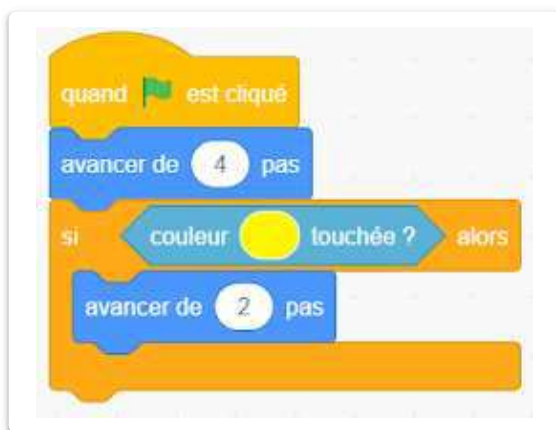 quand est cliqué
avancer de 4 pas
si couleur touchée ? alors
avancer de 2 pas